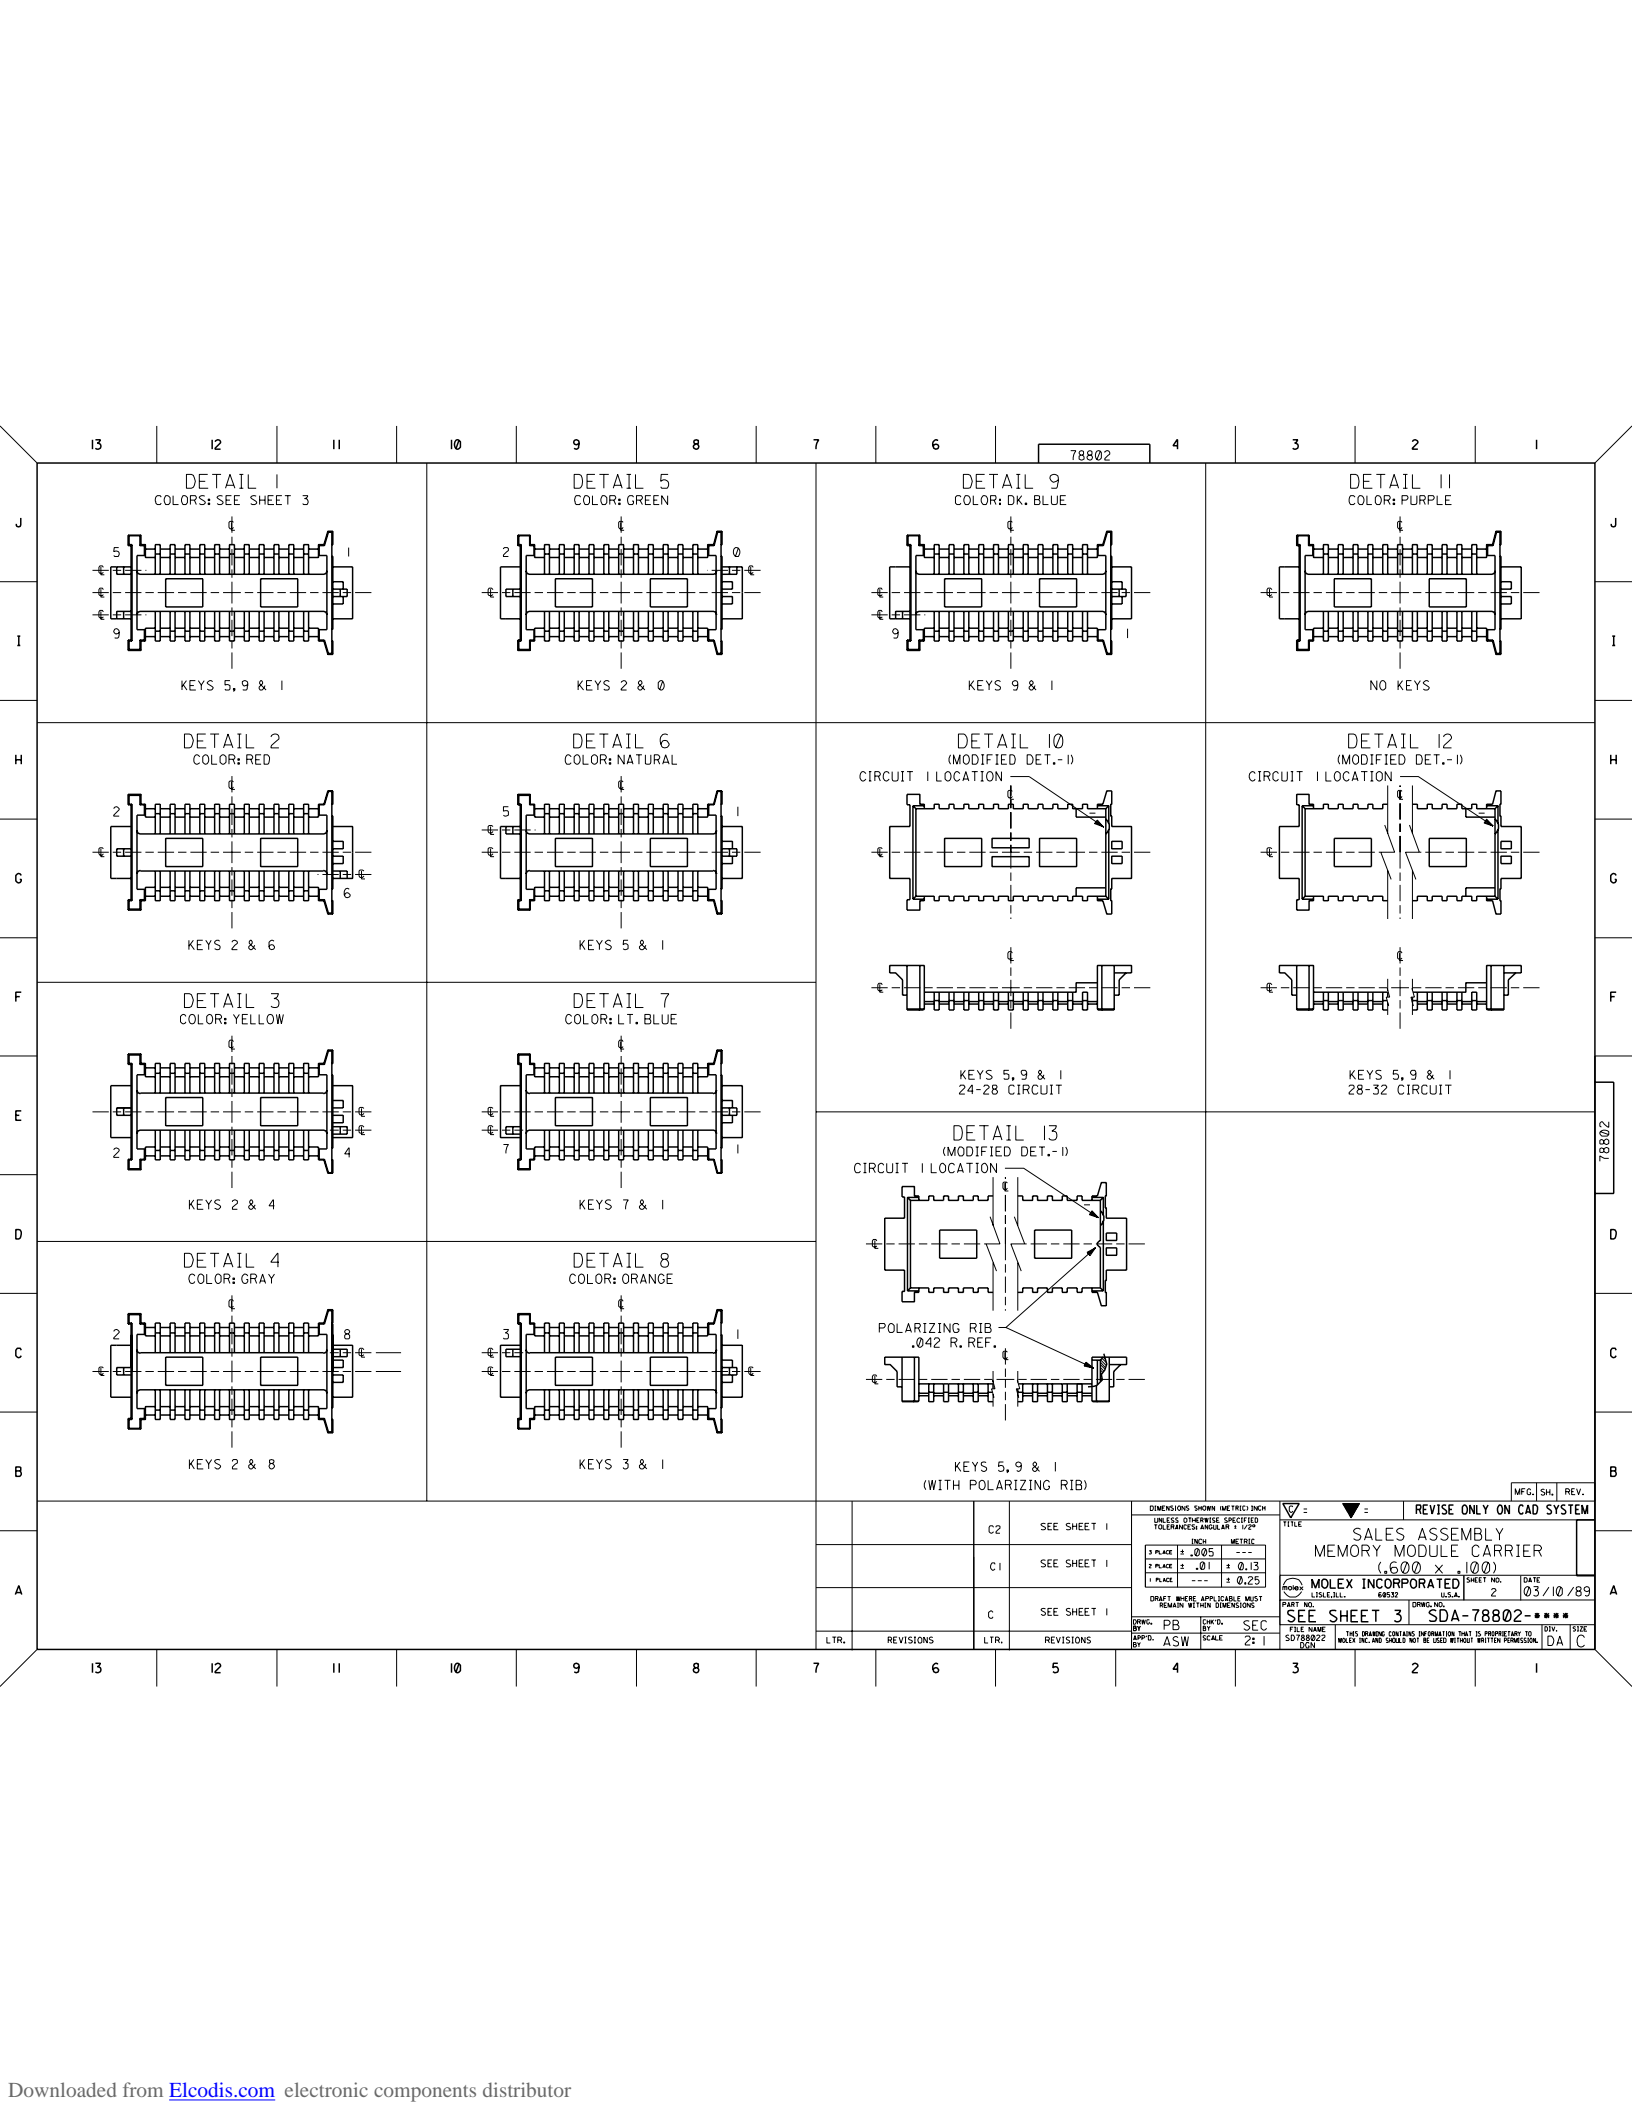 13 12 11 10 9 8 7 6 4 3 2 1
78802
J
I
H
G
F
E
D
C
B
A
DETAIL 1
COLORS: SEE SHEET 3
℄
5
1
℄
℄
℄
9
KEYS 5, 9 & 1
DETAIL 5
COLOR: GREEN
℄
2
0
℄
℄
KEYS 2 & 0
DETAIL 9
COLOR: DK. BLUE
℄
℄
℄
9
1
KEYS 9 & 1
DETAIL 11
COLOR: PURPLE
℄
℄
NO KEYS
DETAIL 2
COLOR: RED
℄
2
℄
℄
6
KEYS 2 & 6
DETAIL 6
COLOR: NATURAL
℄
5
1
℄
℄
KEYS 5 & 1
DETAIL 10
(MODIFIED DET.-1)
CIRCUIT 1 LOCATION
℄
℄
℄
℄
KEYS 5, 9 & 1
24-28 CIRCUIT
DETAIL 12
(MODIFIED DET.-1)
CIRCUIT 1 LOCATION
℄
℄
℄
℄
KEYS 5, 9 & 1
28-32 CIRCUIT
DETAIL 3
COLOR: YELLOW
℄
℄
℄
2
4
KEYS 2 & 4
DETAIL 7
COLOR: LT. BLUE
℄
℄
℄
7
1
KEYS 7 & 1
DETAIL 13
(MODIFIED DET.-1)
CIRCUIT 1 LOCATION
℄
℄
POLARIZING RIB
.042 R. REF.
℄
℄
KEYS 5, 9 & 1
(WITH POLARIZING RIB)
DETAIL 4
COLOR: GRAY
℄
2
8
℄
℄
KEYS 2 & 8
DETAIL 8
COLOR: ORANGE
℄
3
1
℄
℄
℄
KEYS 3 & 1
J
I
H
G
F
E
78802
D
C
B
A
MFG. SH. REV.
C2 SEE SHEET 1
C1 SEE SHEET 1
C SEE SHEET 1
LTR. REVISIONS LTR. REVISIONS
DIMENSIONS SHOWN (METRIC) INCH
UNLESS OTHERWISE SPECIFIED
TOLERANCES: ANGULAR ± 1/2°
INCH METRIC
3 PLACE ± .005 ---
2 PLACE ± .01 ± 0.13
1 PLACE --- ± 0.25
DRAFT WHERE APPLICABLE MUST
REMAIN WITHIN DIMENSIONS
DRWG. BY PB CHK'D. BY SEC
APP'D. BY ASW SCALE 2:1
C = = REVISE ONLY ON CAD SYSTEM
TITLE
SALES ASSEMBLY
MEMORY MODULE CARRIER
(.600 x .100)
molex MOLEX INCORPORATED
LISLE,ILL. 60532 U.S.A.
SHEET NO. 2
DATE 03/10/89
PART NO. SEE SHEET 3
DRWG. NO. SDA-78802-****
FILE NAME
SD788022
DGN
THIS DRAWING CONTAINS INFORMATION THAT IS PROPRIETARY TO
MOLEX INC. AND SHOULD NOT BE USED WITHOUT WRITTEN PERMISSION.
DIV. DA
SIZE C
13 12 11 10 9 8 7 6 5 4 3 2 1
Downloaded from Elcodis.com electronic components distributor